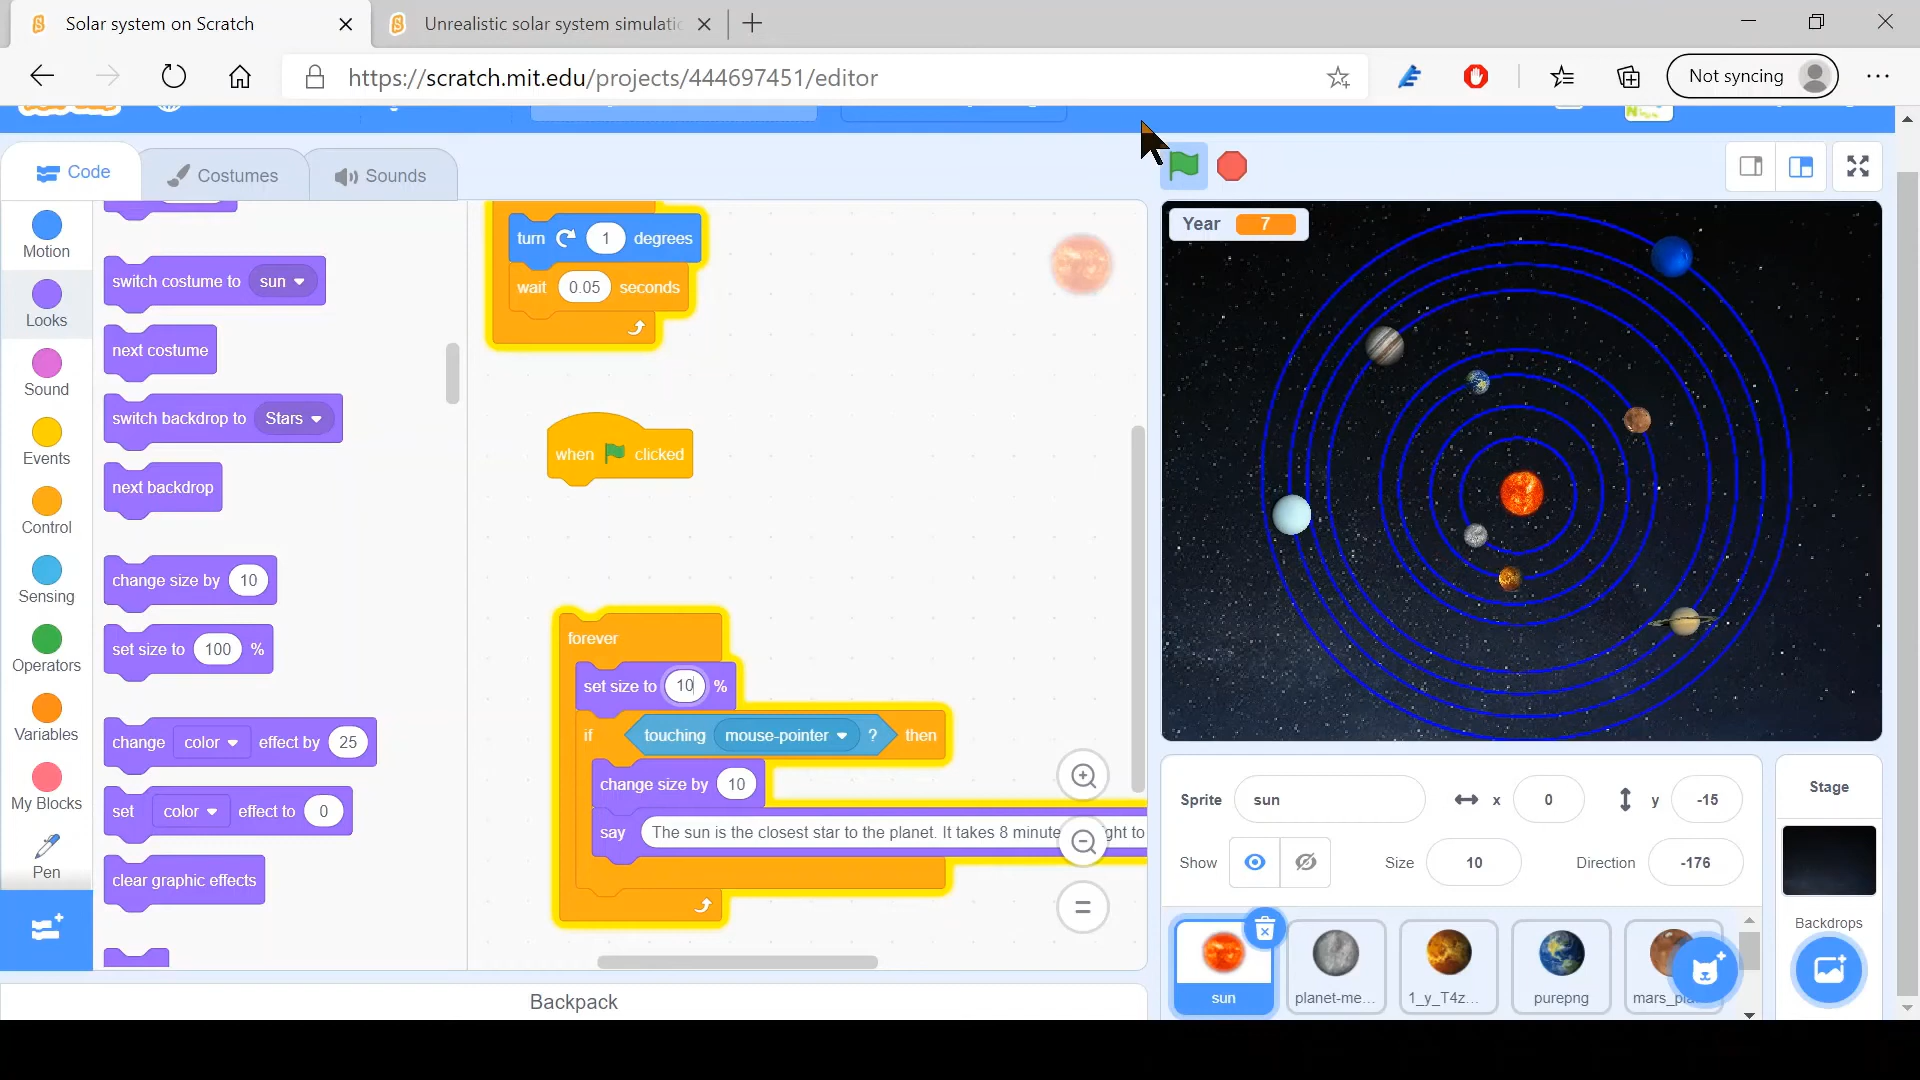 Solar system on Scratch
Unrealistic solar system simulati
https://scratch.mit.edu/projects/444697451/editor
Not syncing
Code
Costumes
Sounds
Motion
Looks
Sound
Events
Control
Sensing
Operators
Variables
My Blocks
Pen
switch costume to sun
next costume
switch backdrop to Stars
next backdrop
change size by 10
set size to 100 %
change color effect by 25
set color effect to 0
clear graphic effects
turn 1 degrees
wait 0.05 seconds
when clicked
forever
set size to 10 %
if touching mouse-pointer ? then
change size by 10
say The sun is the closest star to the planet. It takes 8 minute ght to
Backpack
Year 7
Sprite sun x 0 y -15
Show Size 10 Direction -176
sun
planet-me...
1_y_T4z...
purepng
mars_pla
Stage
Backdrops